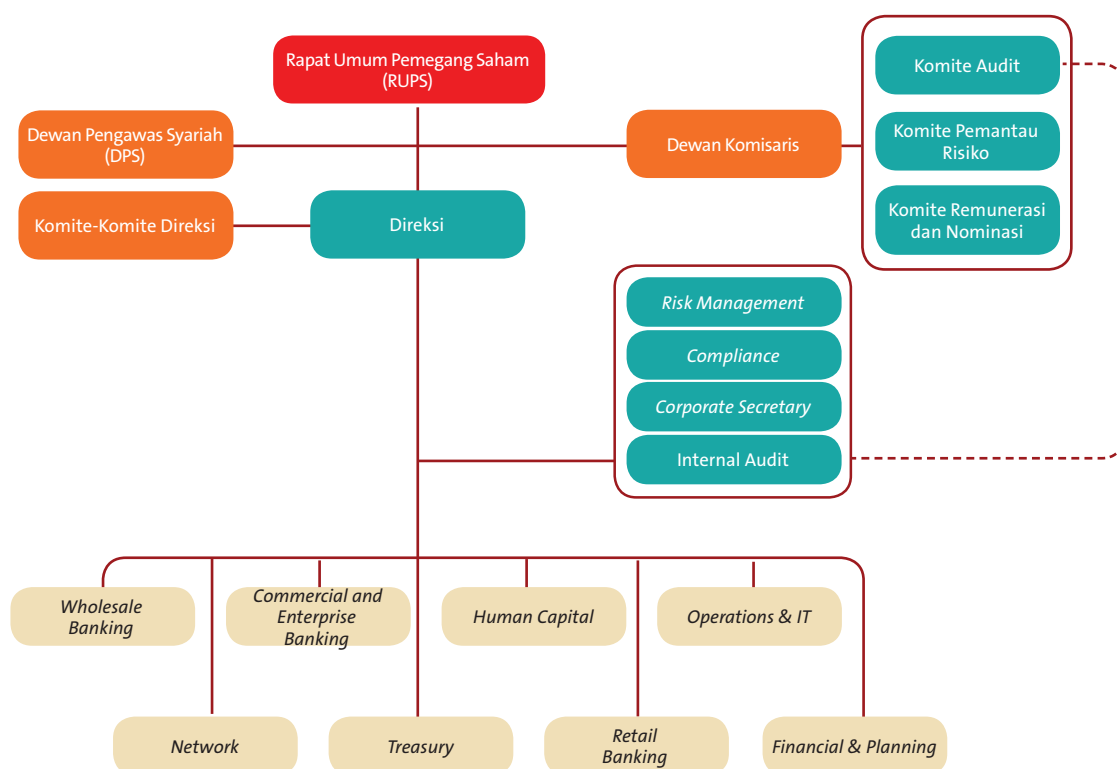 Rapat Umum Pemegang Saham
(RUPS)
Komite Audit
Dewan Pengawas Syariah
(DPS)
Dewan Komisaris
Komite Pemantau
Risiko
Komite-Komite Direksi
Direksi
Komite Remunerasi
dan Nominasi
Risk Management
Compliance
Corporate Secretary
Internal Audit
Wholesale
Banking
Commercial and
Enterprise
Banking
Human Capital
Operations & IT
Network
Treasury
Retail
Banking
Financial & Planning